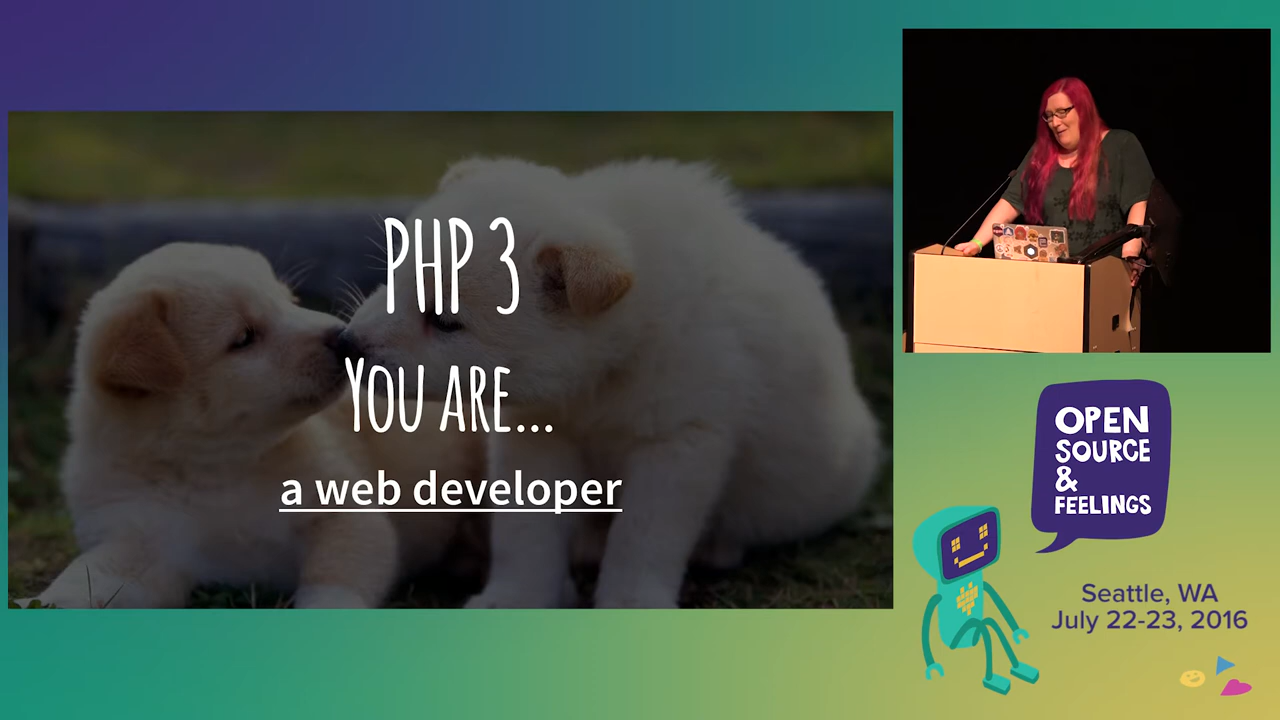 PHP 3
You are...
a web developer
OPEN
SOURCE
&
FEELINGS
Seattle, WA
July 22-23, 2016